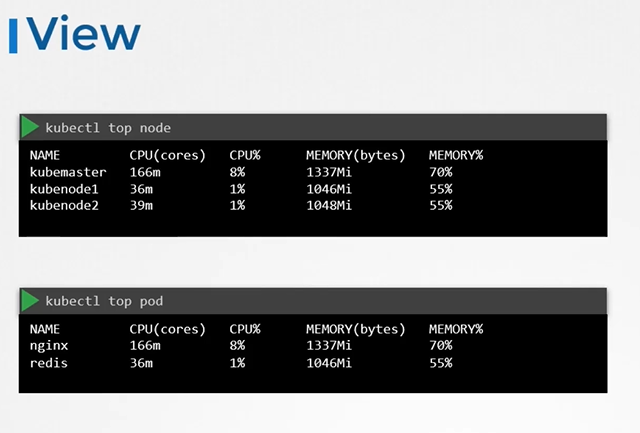 View
kubectl top node
NAME CPU(cores) CPU% MEMORY(bytes) MEMORY%
kubemaster 166m 8% 1337Mi 70%
kubenode1 36m 1% 1046Mi 55%
kubenode2 39m 1% 1048Mi 55%
kubectl top pod
NAME CPU(cores) CPU% MEMORY(bytes) MEMORY%
nginx 166m 8% 1337Mi 70%
redis 36m 1% 1046Mi 55%